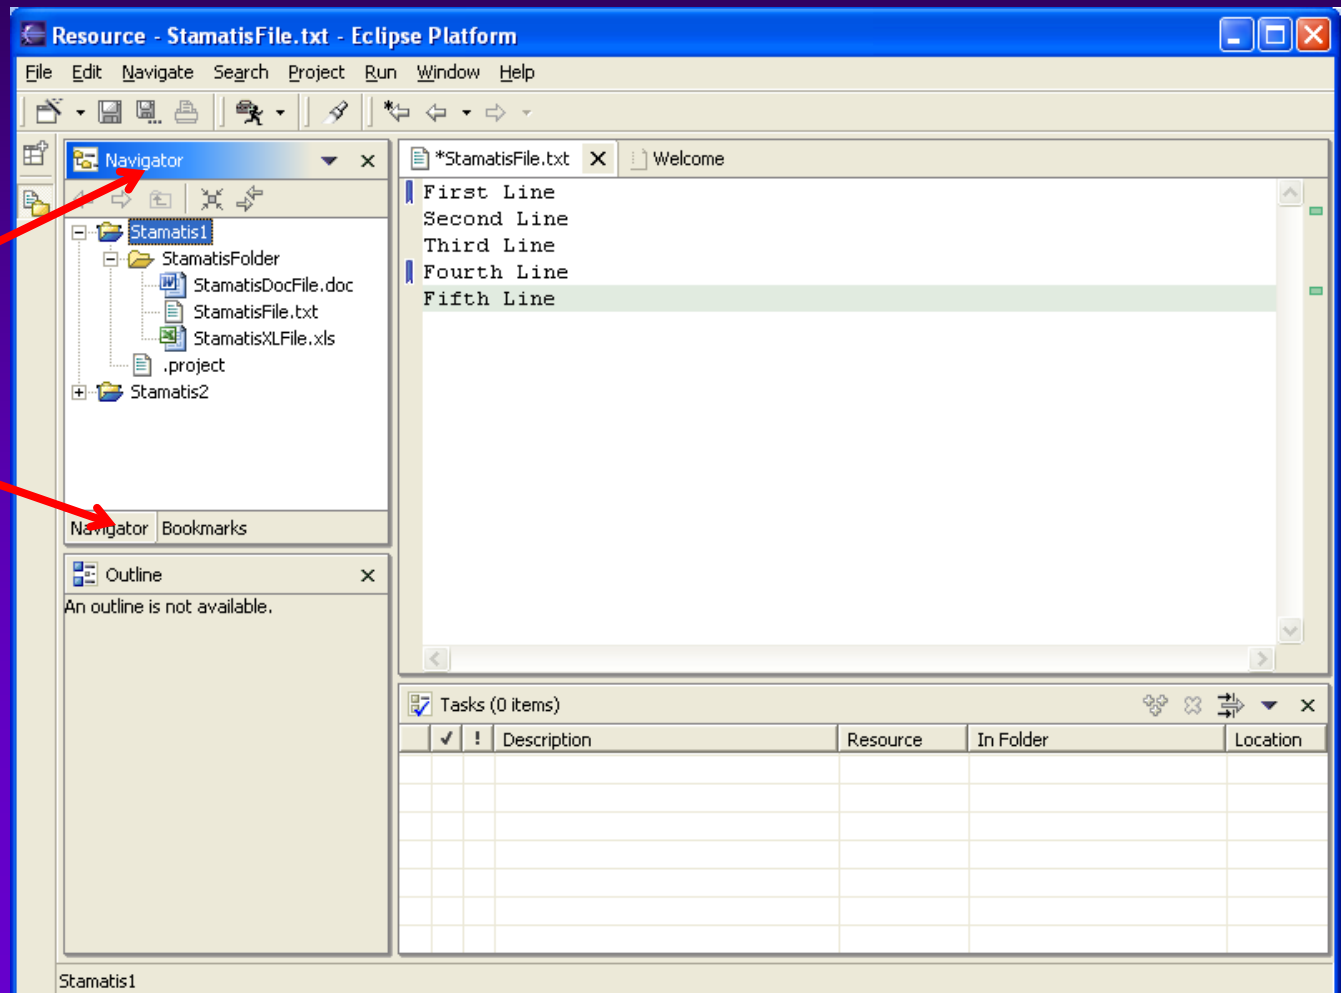 Resource - StamatisFile.txt - Eclipse Platform
File Edit Navigate Search Project Run Window Help
Navigator
*StamatisFile.txt Welcome
First Line
Second Line
Third Line
Fourth Line
Fifth Line
Stamatis1
StamatisFolder
StamatisDocFile.doc
StamatisFile.txt
StamatisXLFile.xls
.project
Stamatis2
Navigator Bookmarks
Outline
An outline is not available.
Tasks (0 items)
! Description Resource In Folder Location
Stamatis1